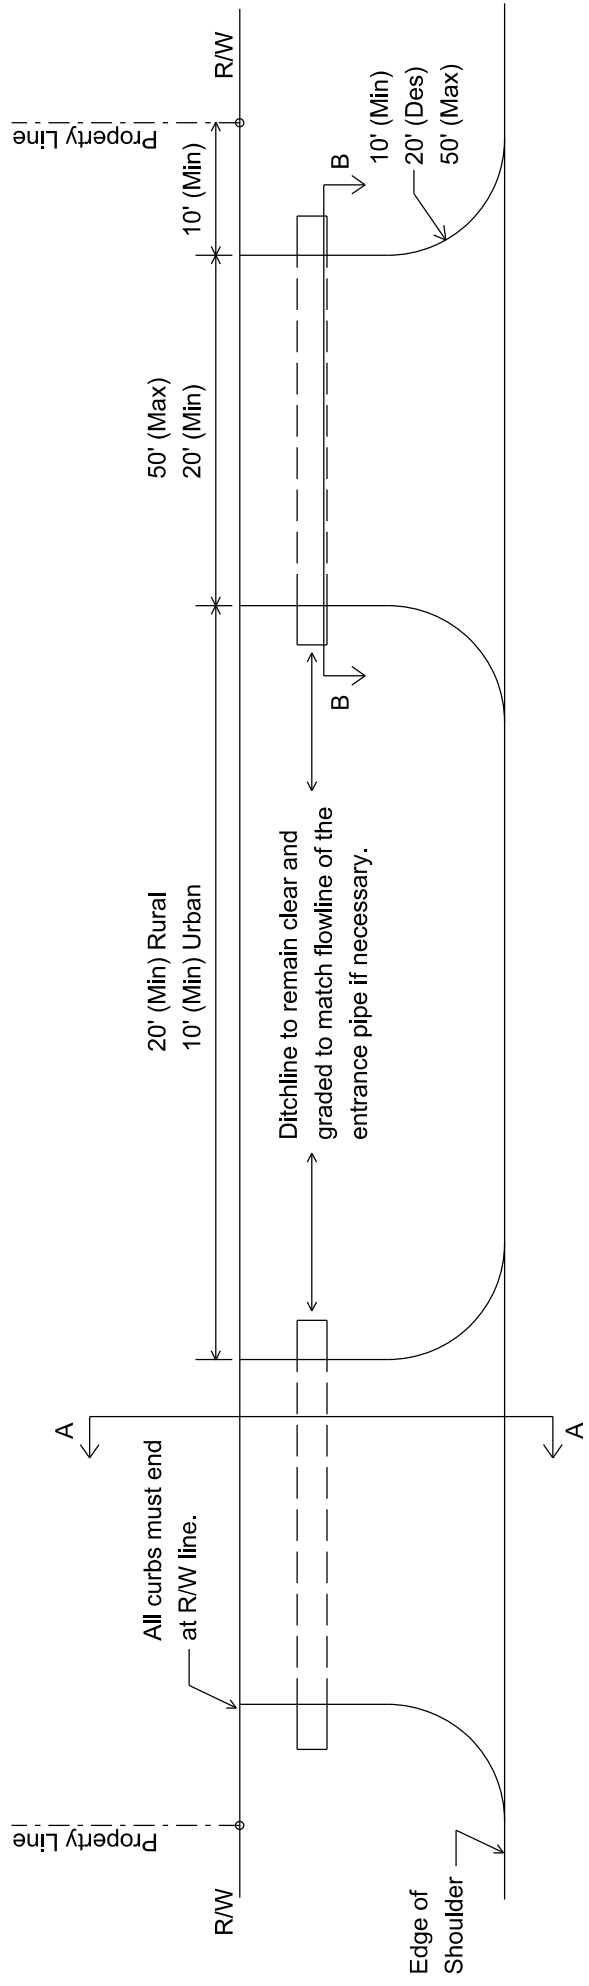 Property Line
Property Line
R/W
R/W
All curbs must end
at R/W line.
A
A
20' (Min) Rural
10' (Min) Urban
50' (Max)
20' (Min)
10' (Min)
Ditchline to remain clear and
graded to match flowline of the
entrance pipe if necessary.
B
B
10' (Min)
20' (Des)
50' (Max)
Edge of
Shoulder